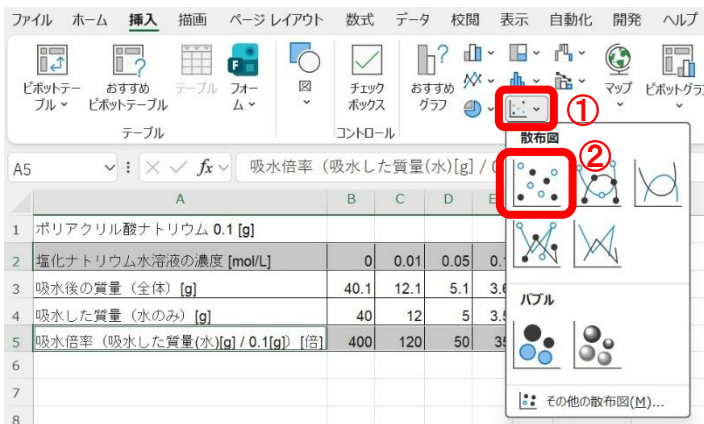 ファイル ホーム 挿入 描画 ページ レイアウト 数式 データ 校閲 表示 自動化 開発 ヘルプ
ピボットテーブル
おすすめピボットテーブル
テーブル
フォーム
図
チェックボックス
おすすめグラフ
マップ
ピボットグラフ
テーブル
コントロール
①
散布図
②
A5 fx 吸水倍率（吸水した質量(水)[g] /
A B C D E
1 ポリアクリル酸ナトリウム 0.1 [g]
2 塩化ナトリウム水溶液の濃度 [mol/L] 0 0.01 0.05 0.
3 吸水後の質量（全体）[g] 40.1 12.1 5.1 3.
4 吸水した質量（水のみ）[g] 40 12 5 3.
5 吸水倍率（吸水した質量(水)[g] / 0.1[g]）[倍] 400 120 50 3
6
7
8
バブル
その他の散布図(M)...